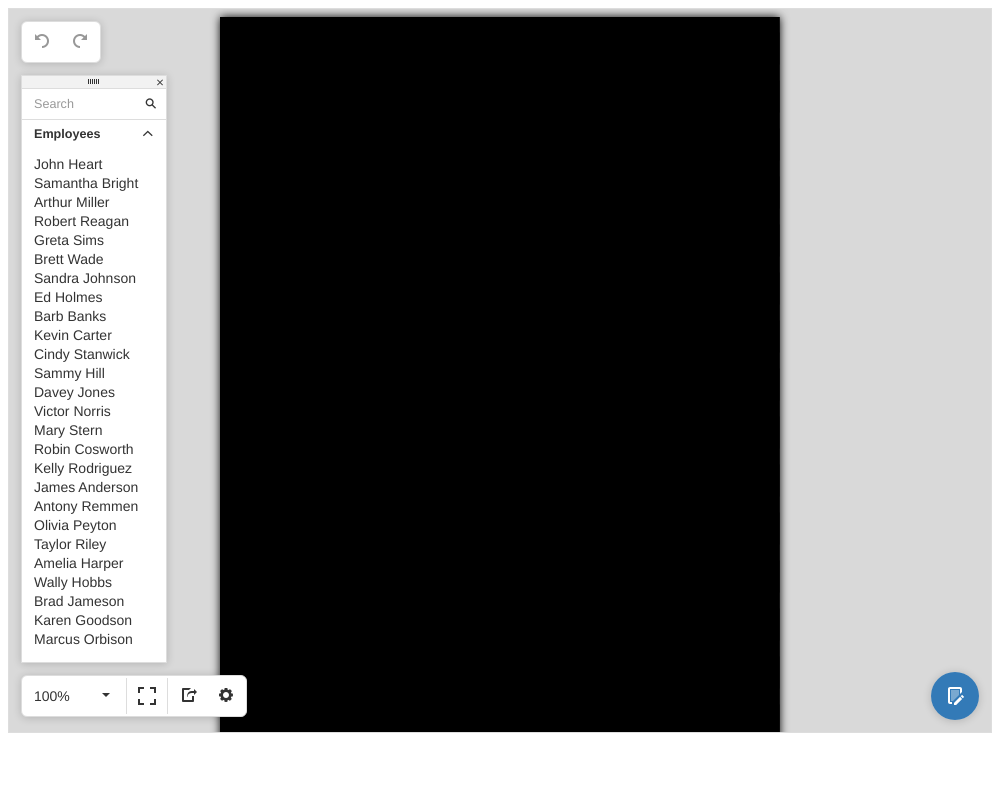 Search
Employees
John Heart
Samantha Bright
Arthur Miller
Robert Reagan
Greta Sims
Brett Wade
Sandra Johnson
Ed Holmes
Barb Banks
Kevin Carter
Cindy Stanwick
Sammy Hill
Davey Jones
Victor Norris
Mary Stern
Robin Cosworth
Kelly Rodriguez
James Anderson
Antony Remmen
Olivia Peyton
Taylor Riley
Amelia Harper
Wally Hobbs
Brad Jameson
Karen Goodson
Marcus Orbison
100%